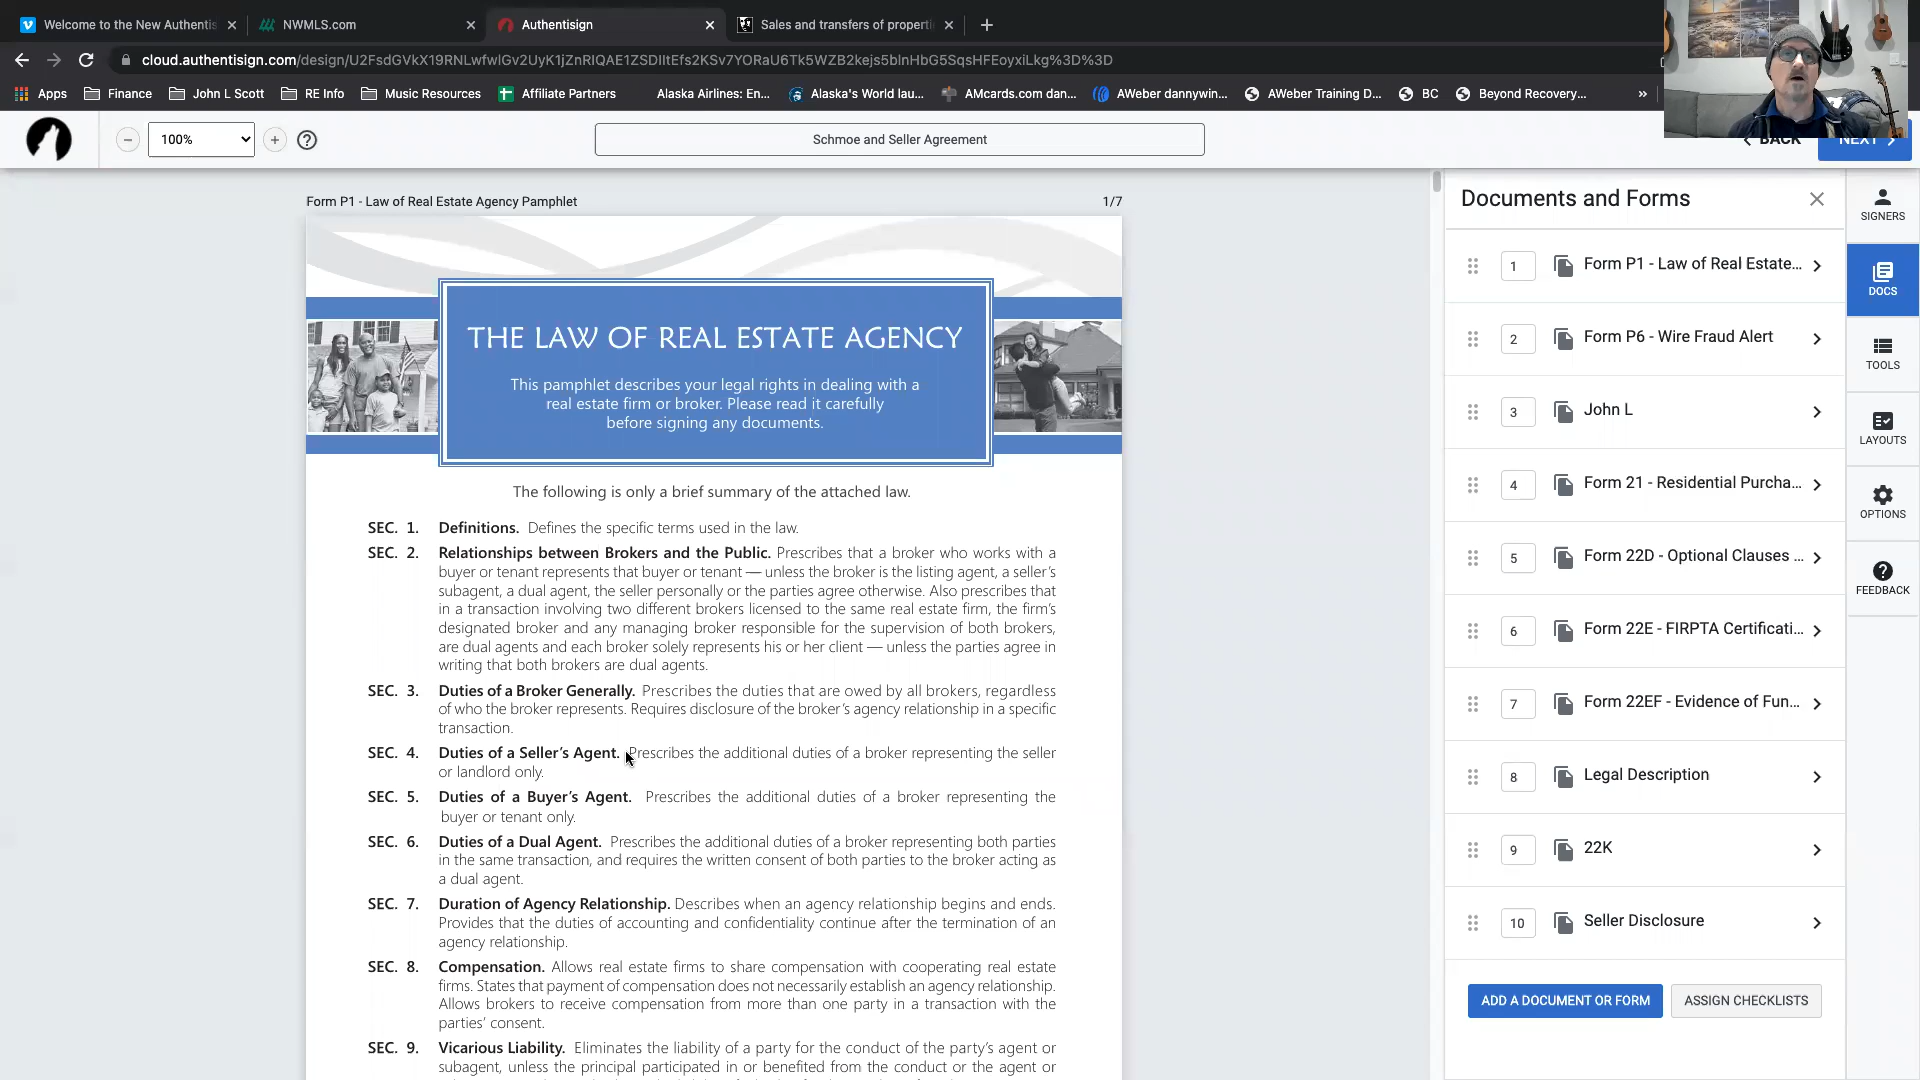 Welcome to the New Authentis
NWMLS.com
Authentisign
Sales and transfers of properti
cloud.authentisign.com/design/U2FsdGVkX19RNLwfwlGv2UyK1jZnRIQAE1ZSDIItEfs2KSv7YORaU6Tk5WZB2kejs5blnHbG5SqsHFEoyxiLkg%3D%3D
Apps
Finance
John L Scott
RE Info
Music Resources
Affiliate Partners
Alaska Airlines: En...
Alaska's World lau...
AMcards.com dan...
AWeber dannywin...
AWeber Training D...
BC
Beyond Recovery...
»
100%
Schmoe and Seller Agreement
BACK
NEXT
Form P1 - Law of Real Estate Agency Pamphlet
1/7
THE LAW OF REAL ESTATE AGENCY
This pamphlet describes your legal rights in dealing with a
real estate firm or broker. Please read it carefully
before signing any documents.
The following is only a brief summary of the attached law.
SEC. 1. Definitions. Defines the specific terms used in the law.
SEC. 2. Relationships between Brokers and the Public. Prescribes that a broker who works with a
buyer or tenant represents that buyer or tenant — unless the broker is the listing agent, a seller's
subagent, a dual agent, the seller personally or the parties agree otherwise. Also prescribes that
in a transaction involving two different brokers licensed to the same real estate firm, the firm's
designated broker and any managing broker responsible for the supervision of both brokers,
are dual agents and each broker solely represents his or her client — unless the parties agree in
writing that both brokers are dual agents.
SEC. 3. Duties of a Broker Generally. Prescribes the duties that are owed by all brokers, regardless
of who the broker represents. Requires disclosure of the broker's agency relationship in a specific
transaction.
SEC. 4. Duties of a Seller's Agent. Prescribes the additional duties of a broker representing the seller
or landlord only.
SEC. 5. Duties of a Buyer's Agent. Prescribes the additional duties of a broker representing the
buyer or tenant only.
SEC. 6. Duties of a Dual Agent. Prescribes the additional duties of a broker representing both parties
in the same transaction, and requires the written consent of both parties to the broker acting as
a dual agent.
SEC. 7. Duration of Agency Relationship. Describes when an agency relationship begins and ends.
Provides that the duties of accounting and confidentiality continue after the termination of an
agency relationship.
SEC. 8. Compensation. Allows real estate firms to share compensation with cooperating real estate
firms. States that payment of compensation does not necessarily establish an agency relationship.
Allows brokers to receive compensation from more than one party in a transaction with the
parties' consent.
SEC. 9. Vicarious Liability. Eliminates the liability of a party for the conduct of the party's agent or
subagent, unless the principal participated in or benefited from the conduct or the agent or
Documents and Forms
1 Form P1 - Law of Real Estate...
2 Form P6 - Wire Fraud Alert
3 John L
4 Form 21 - Residential Purcha...
5 Form 22D - Optional Clauses ...
6 Form 22E - FIRPTA Certificati...
7 Form 22EF - Evidence of Fun...
8 Legal Description
9 22K
10 Seller Disclosure
ADD A DOCUMENT OR FORM
ASSIGN CHECKLISTS
SIGNERS
DOCS
TOOLS
LAYOUTS
OPTIONS
FEEDBACK